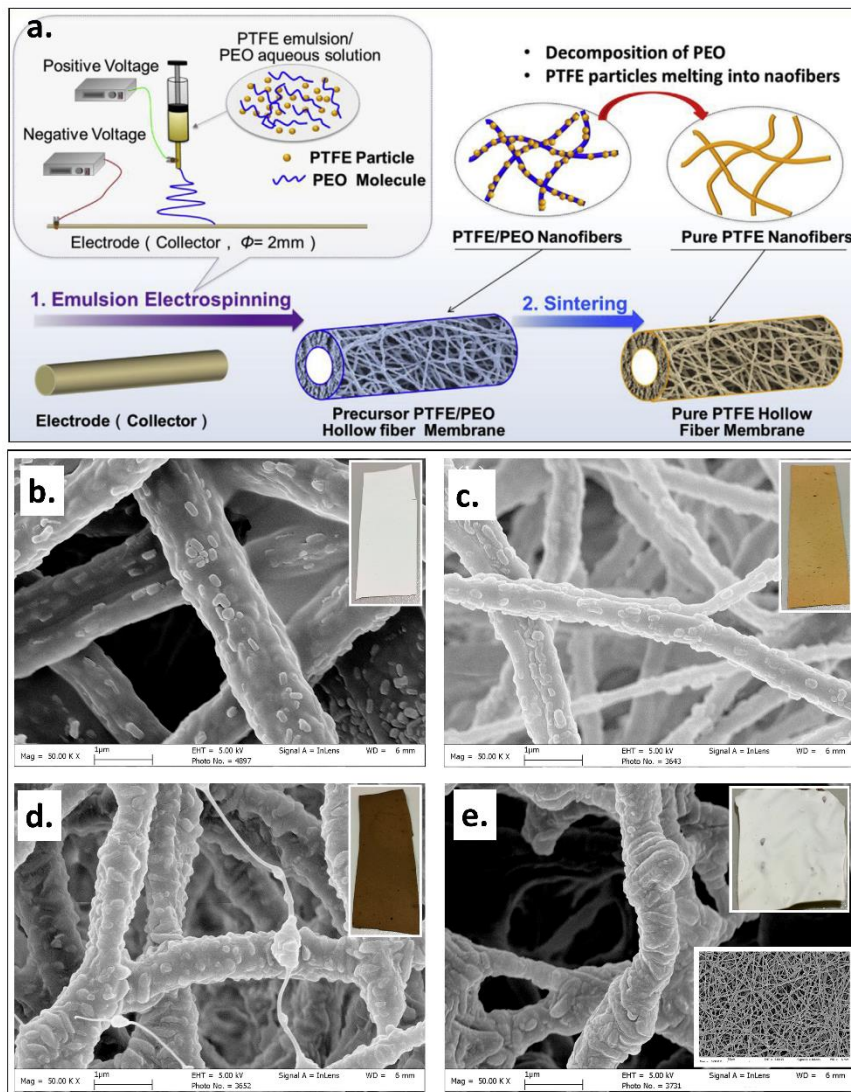 a.
PTFE emulsion/
PEO aqueous solution
Positive Voltage
Negative Voltage
PTFE Particle
PEO Molecule
Electrode ( Collector , Φ= 2mm )
• Decomposition of PEO
• PTFE particles melting into naofibers
PTFE/PEO Nanofibers
Pure PTFE Nanofibers
1. Emulsion Electrospinning
2. Sintering
Electrode ( Collector )
Precursor PTFE/PEO
Hollow fiber Membrane
Pure PTFE Hollow
Fiber Membrane
b.
Mag = 50.00 K X 1µm EHT = 5.00 kV Signal A = InLens WD = 6 mm
Photo No. = 4897
c.
Mag = 50.00 K X 1µm EHT = 5.00 kV Signal A = InLens WD = 6 mm
Photo No. = 3643
d.
Mag = 50.00 K X 1µm EHT = 5.00 kV Signal A = InLens WD = 6 mm
Photo No. = 3652
e.
Mag = 50.00 K X 1µm EHT = 5.00 kV Signal A = InLens WD = 6 mm
Photo No. = 3731